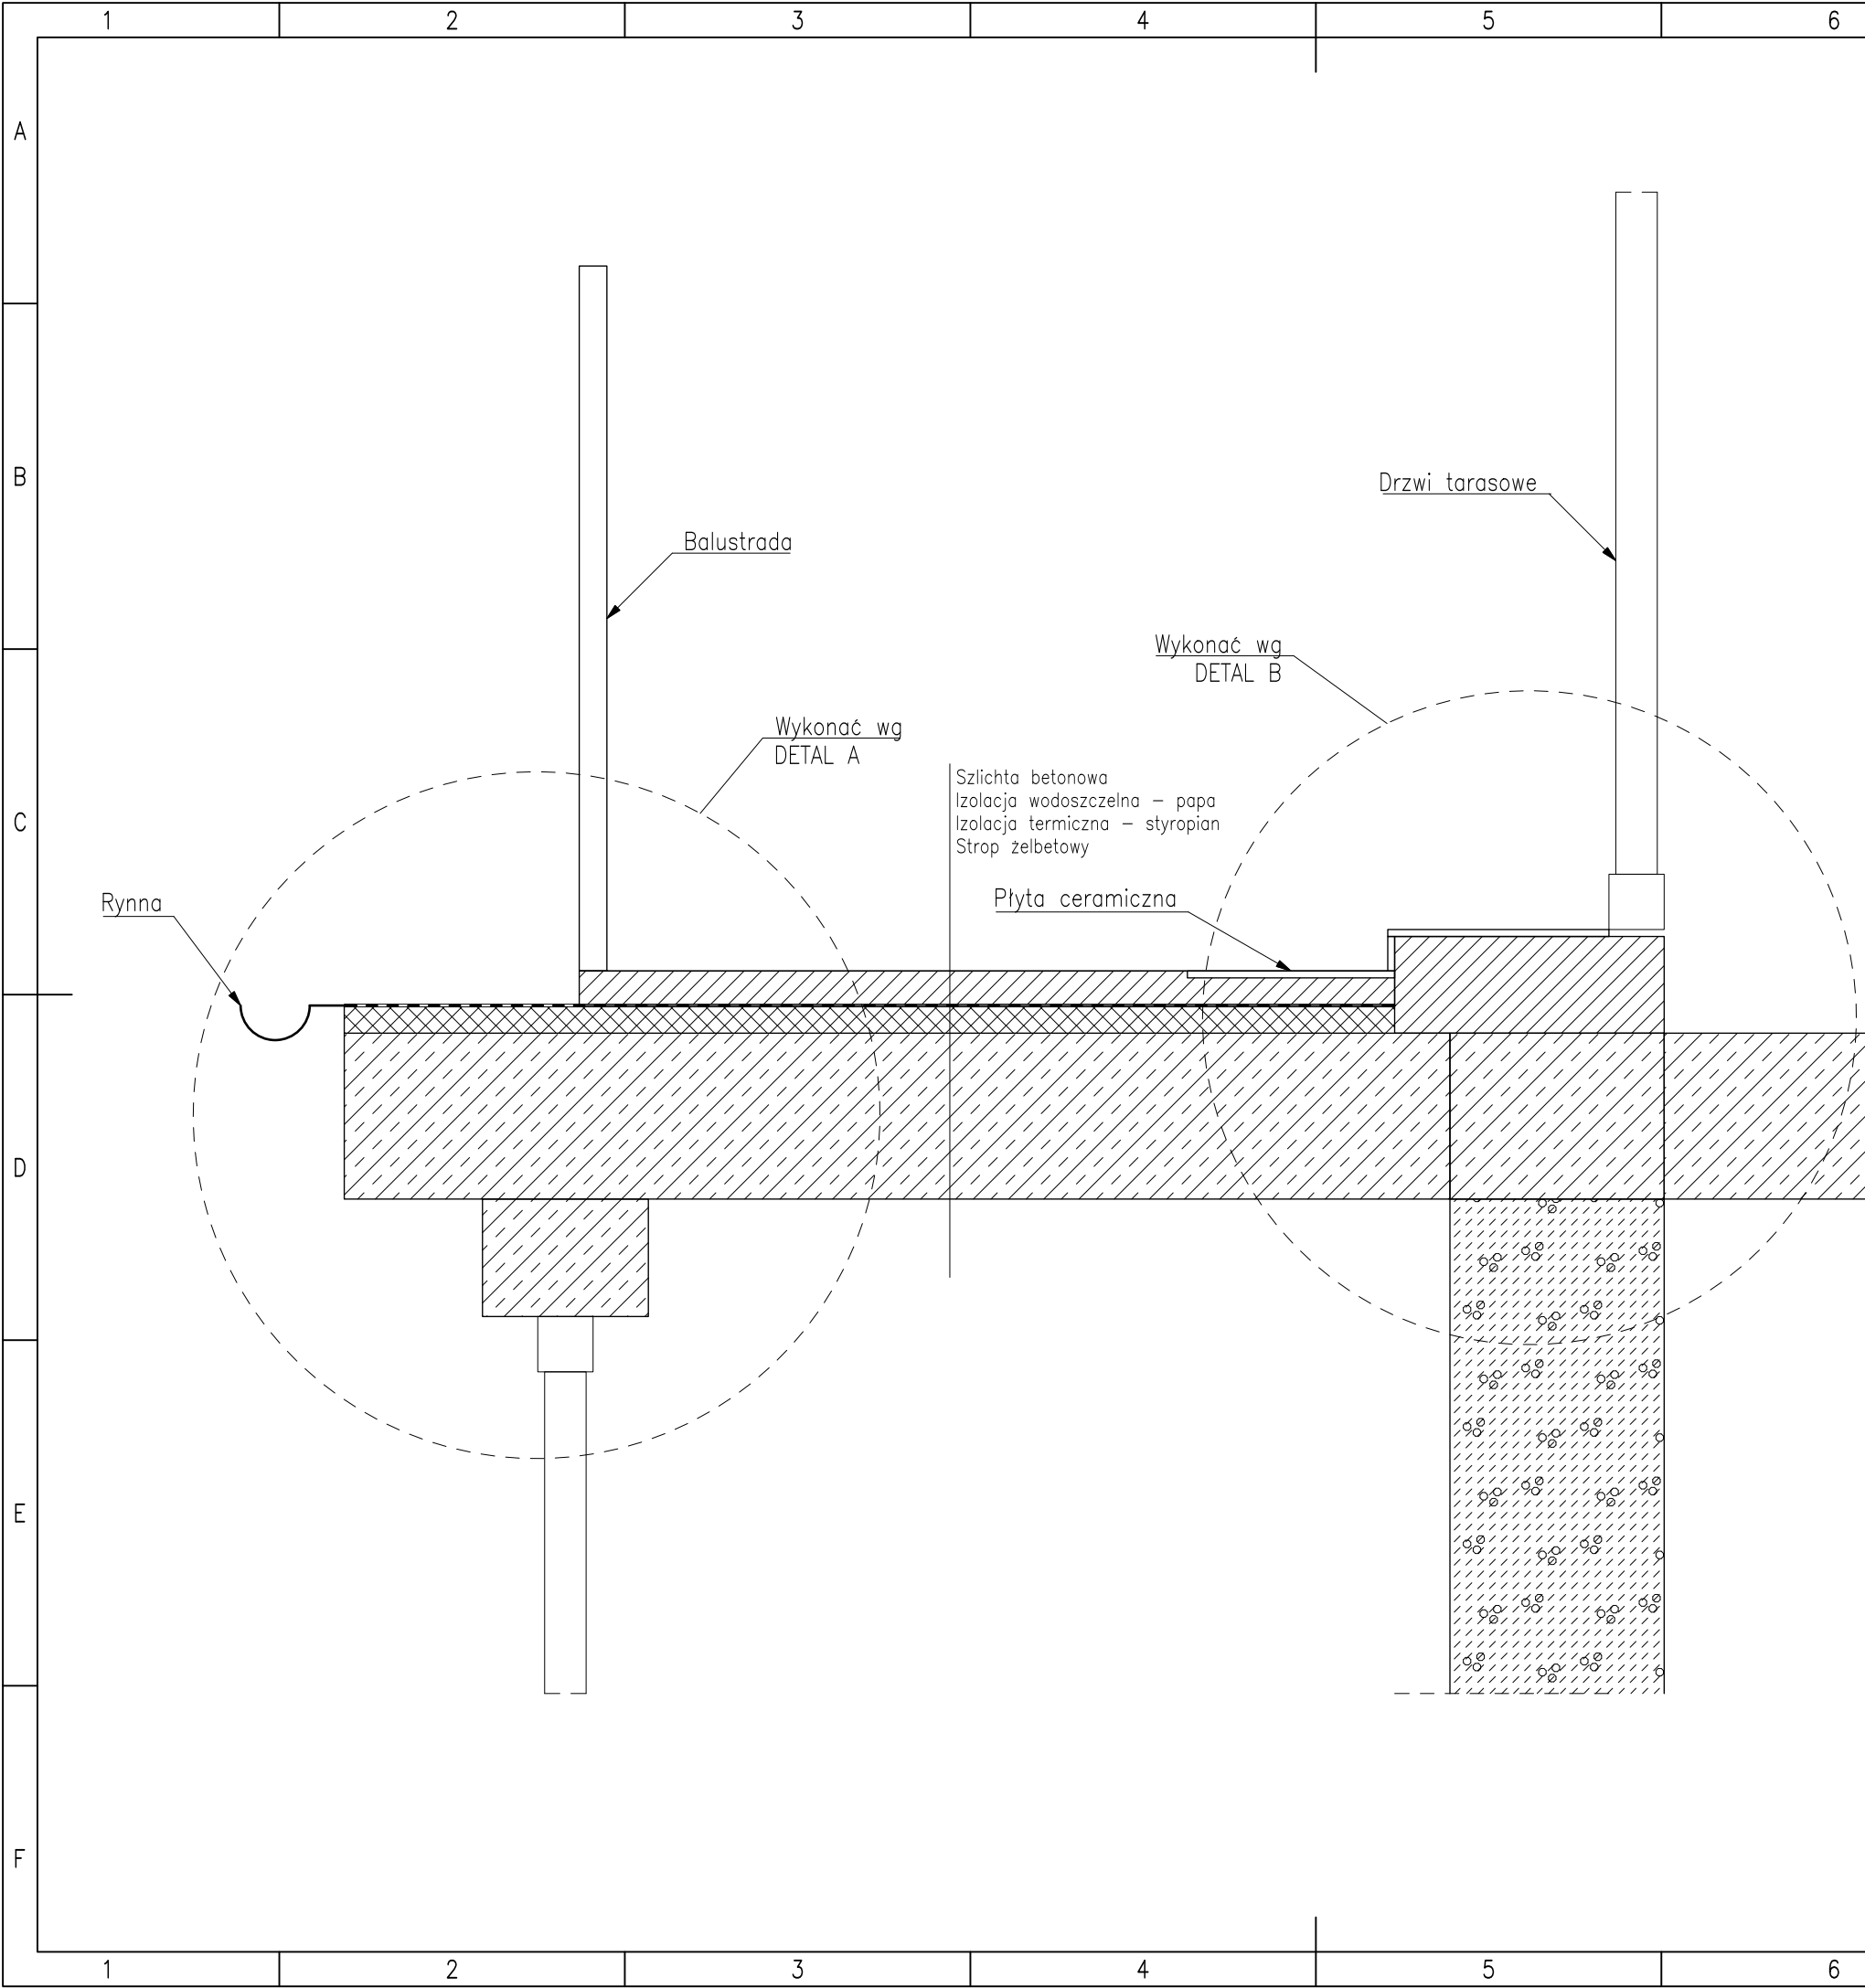 1 2 3 4 5 6
A
B
Drzwi tarasowe
Balustrada
Wykonać wg
DETAL B
C
Wykonać wg
DETAL A
Szlichta betonowa
Izolacja wodoszczelna – papa
Izolacja termiczna – styropian
Strop żelbetowy
Rynna
Płyta ceramiczna
D
E
F
1 2 3 4 5 6